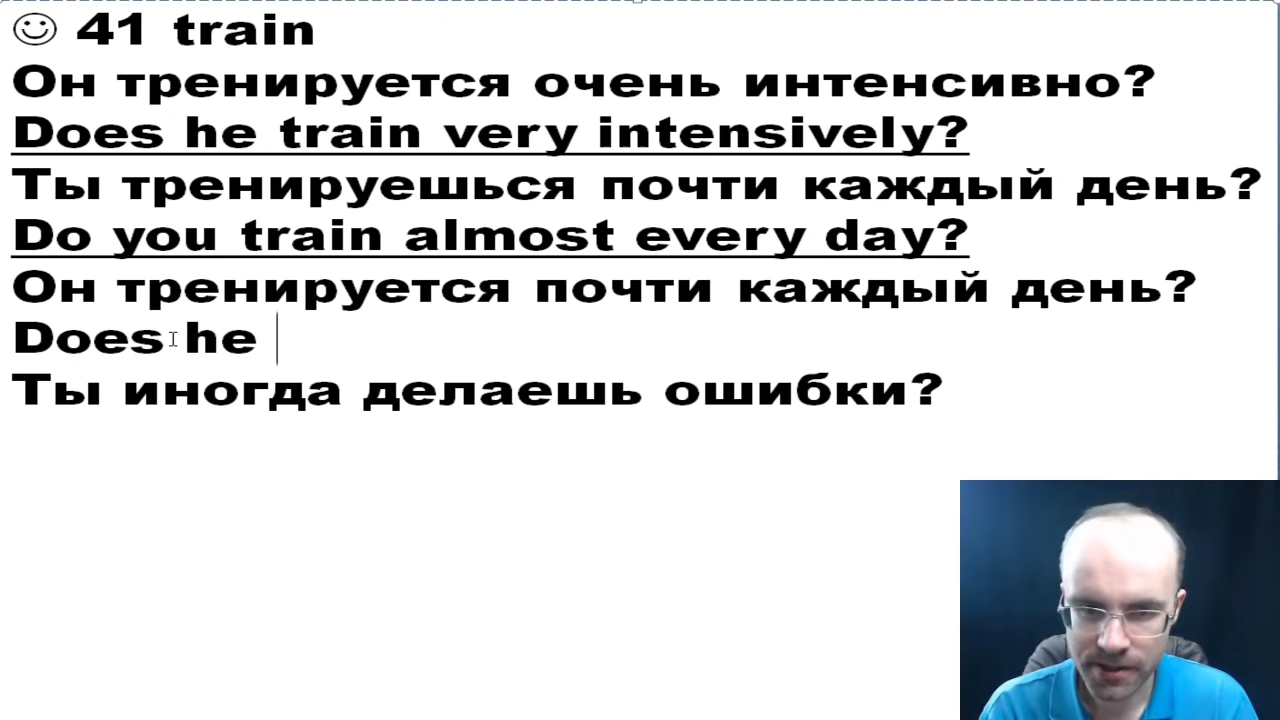 ☺ 41 train
Он тренируется очень интенсивно?
Does he train very intensively?
Ты тренируешься почти каждый день?
Do you train almost every day?
Он тренируется почти каждый день?
Does he
Ты иногда делаешь ошибки?